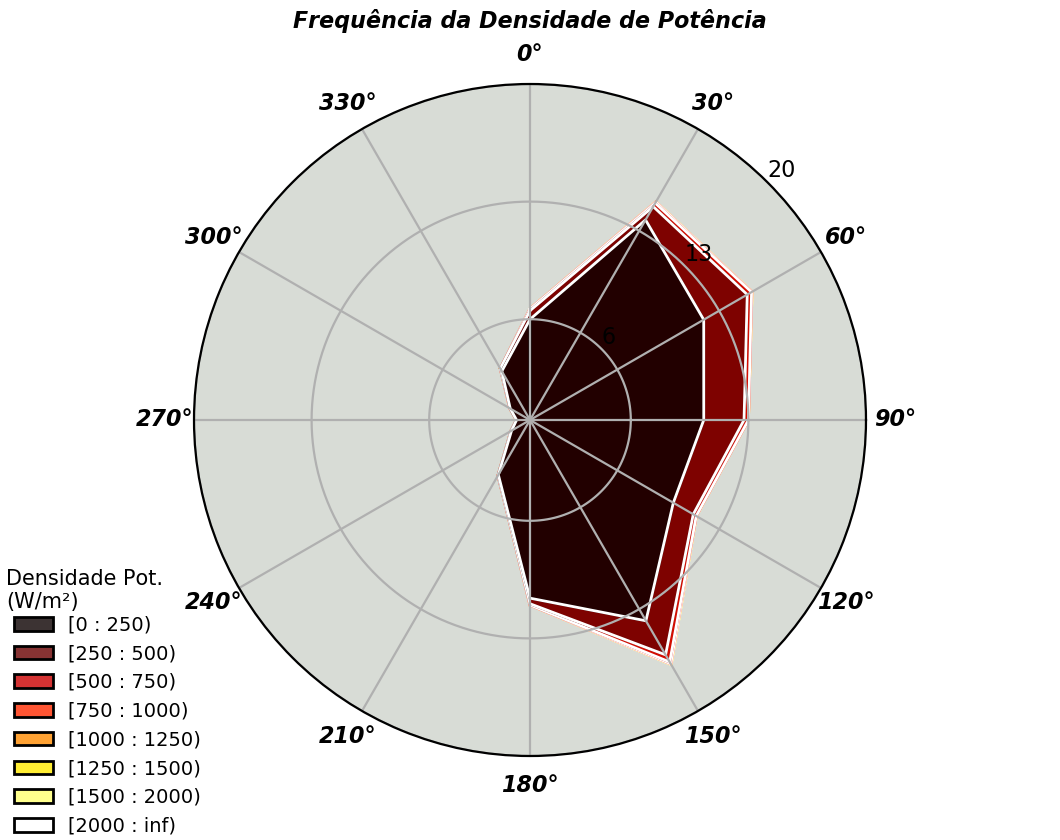 Frequência da Densidade de Potência
0°
330°
30°
20
300°
60°
13
6
270°
90°
240°
120°
210°
150°
180°
Densidade Pot.
(W/m²)
[0 : 250)
[250 : 500)
[500 : 750)
[750 : 1000)
[1000 : 1250)
[1250 : 1500)
[1500 : 2000)
[2000 : inf)